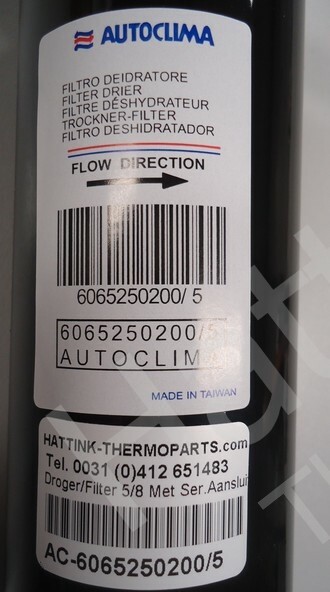 AUTOCLIMA
FILTRO DEIDRATORE
FILTER DRIER
FILTRE DÉSHYDRATEUR
TROCKNER-FILTER
FILTRO DESHIDRATADOR
FLOW DIRECTION
6065250200/ 5
6065250200/5
AUTOCLIMA
MADE IN TAIWAN
HATTINK-THERMOPARTS.com
Tel. 0031 (0)412 651483
Droger/Filter 5/8 Met Ser.Aanslui
AC-6065250200/5